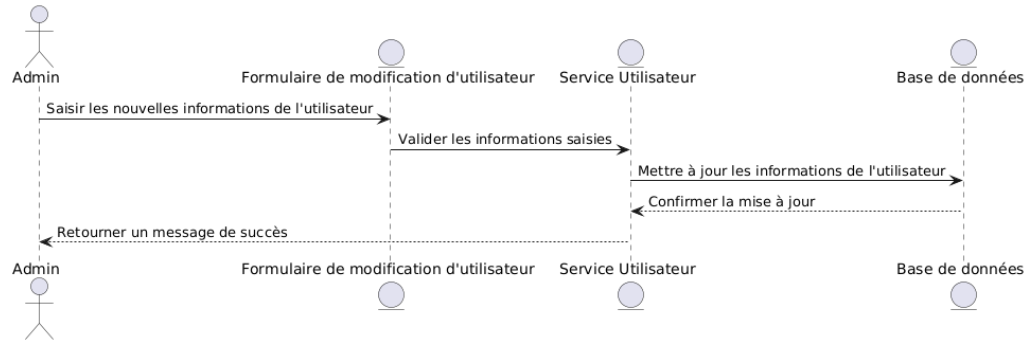 Admin
Formulaire de modification d'utilisateur
Service Utilisateur
Base de données
Saisir les nouvelles informations de l'utilisateur
Valider les informations saisies
Mettre à jour les informations de l'utilisateur
Confirmer la mise à jour
Retourner un message de succès
Admin
Formulaire de modification d'utilisateur
Service Utilisateur
Base de données